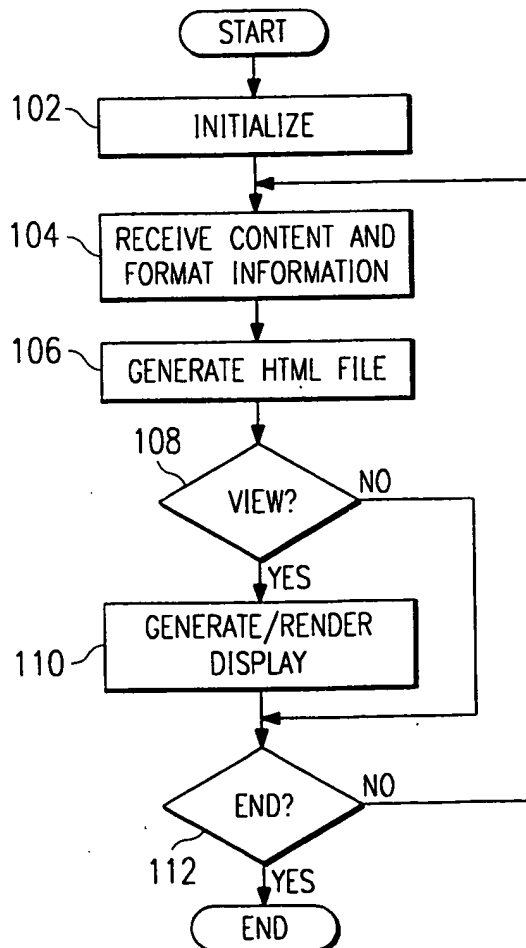 START
102
INITIALIZE
104
RECEIVE CONTENT AND
FORMAT INFORMATION
106
GENERATE HTML FILE
108
VIEW?
NO
YES
110
GENERATE/RENDER
DISPLAY
END?
NO
112
YES
END